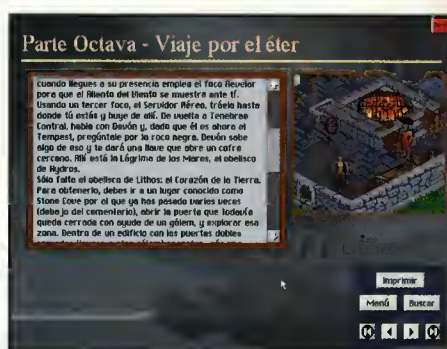 Parte Octava - Viaje por el éter
cuando llegues a su presencia emplea el foco Revelor
para que el Aliento del Viento se muestre ante tí.
Usando un tercer foco, el Servidor Aéreo, tráelo hasta
donde tú estás y huye de allí. De vuelta a Tenebrae
Central, habla con Devón y, dado que él es ahora el
Tempest, pregúntale por la roca negra. Devón sabe
algo de eso y te dará una llave que abre un cofre
cercano. Allí está la Lágrima de los Mares, el obelisco
de Hydros.
Sólo falta el obelisco de Lithos: el Corazón de la Tierra.
Para obtenerlo, debes ir a un lugar conocido como
Stone Cove por el que ya has pasado varias veces
(debajo del cementerio), abrir la puerta que todavía
queda cerrada con ayuda de un gólem, y explorar esa
zona. Dentro de un edificio con las puertas dobles
Imprimir
Menú Buscar